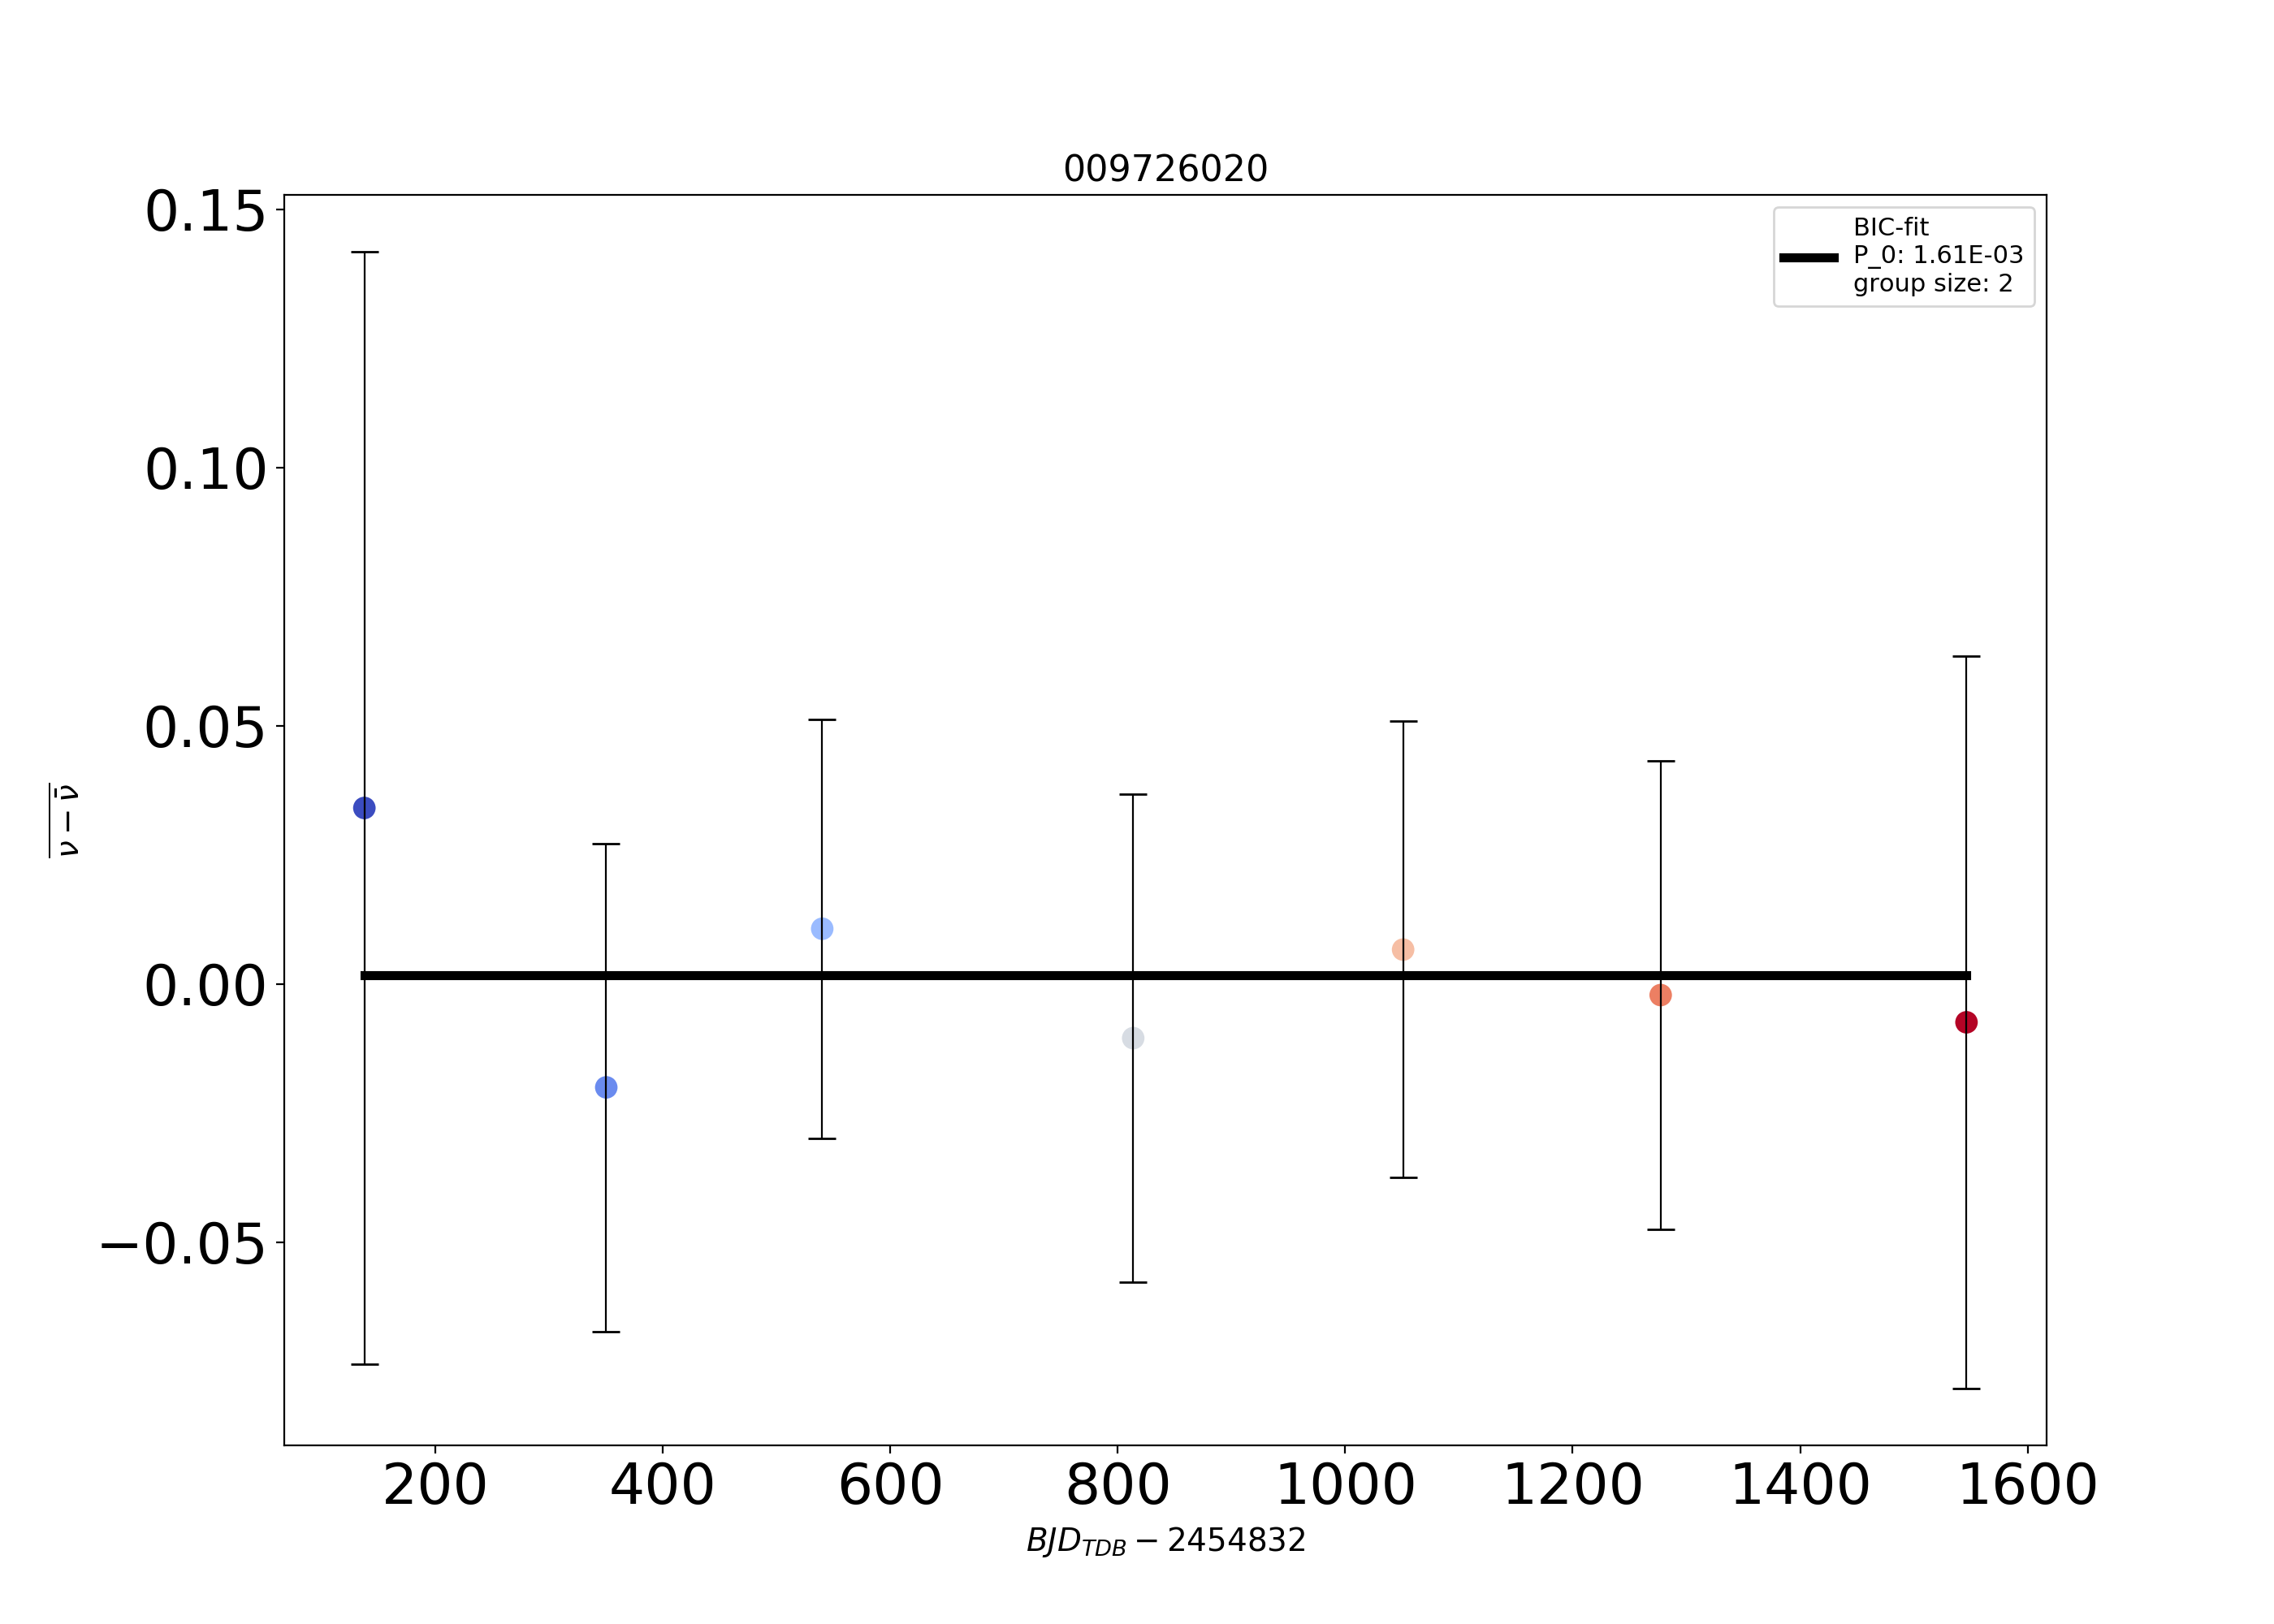 009726020
0.15
0.10
0.05
0.00
−0.05
BIC-fit
P_0: 1.61E-03
group size: 2
ν − ν̄
200 400 600 800 1000 1200 1400 1600
BJD_TDB − 2454832